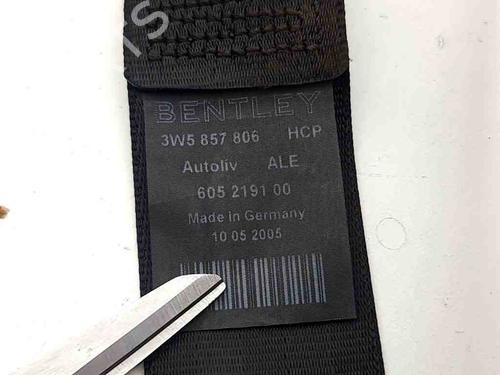 BENTLEY
3W5 857 806 HCP
Autoliv ALE
605 2191 00
Made in Germany
10 05 2005